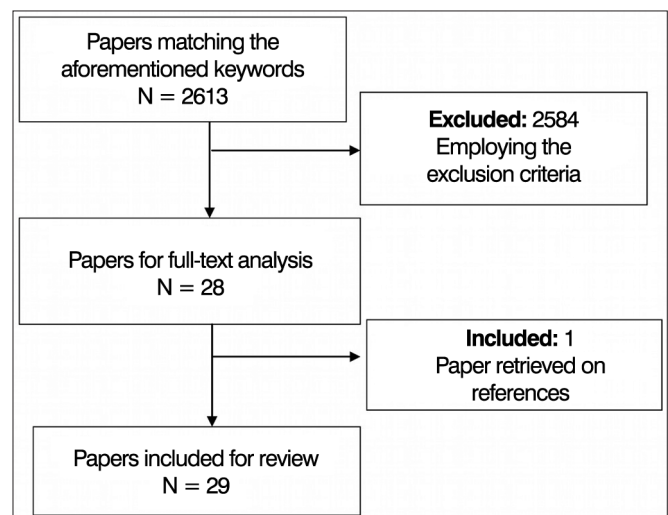 Papers matching the
aforementioned keywords
N = 2613
Excluded: 2584
Employing the
exclusion criteria
Papers for full-text analysis
N = 28
Included: 1
Paper retrieved on
references
Papers included for review
N = 29